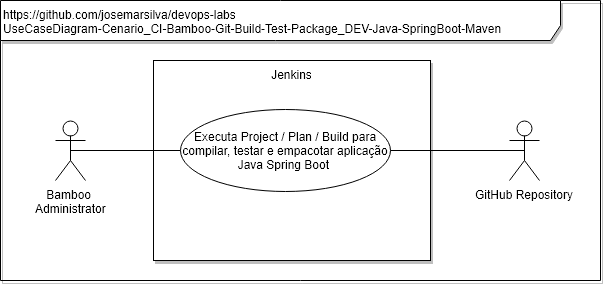 https://github.com/josemarsilva/devops-labs
UseCaseDiagram-Cenario_CI-Bamboo-Git-Build-Test-Package_DEV-Java-SpringBoot-Maven
Jenkins
Executa Project / Plan / Build para
compilar, testar e empacotar aplicação
Java Spring Boot
Bamboo
Administrator
GitHub Repository